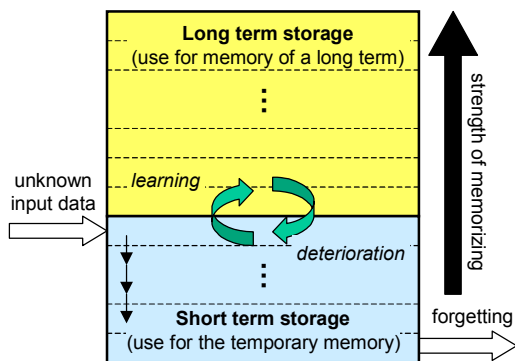 Long term storage
(use for memory of a long term)
strength of memorizing
unknown
input data
learning
deterioration
Short term storage
(use for the temporary memory)
forgetting